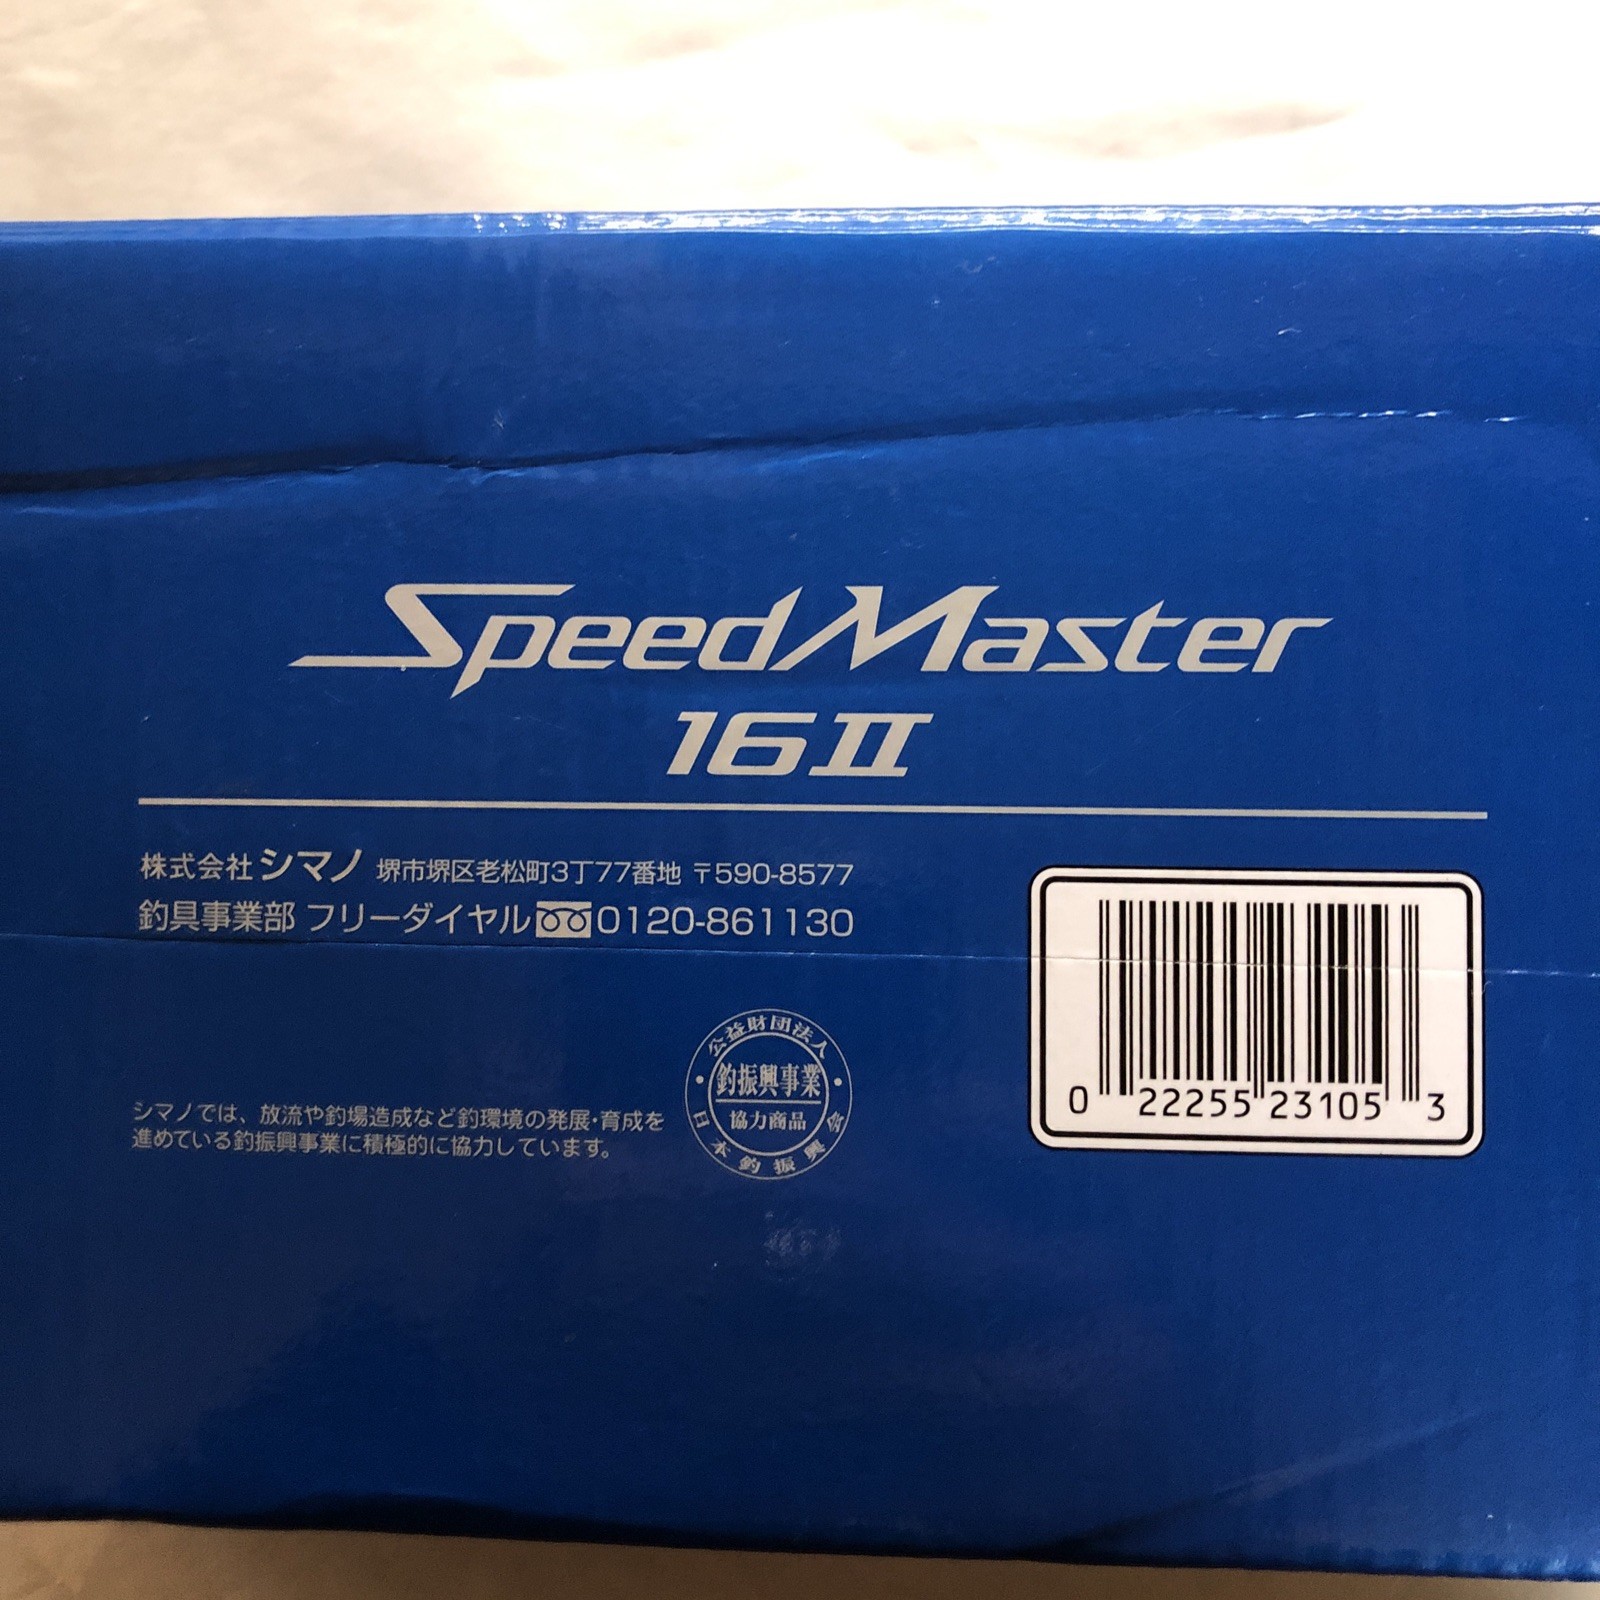 SpeedMaster
16 II
株式会社 シマノ 堺市堺区老松町3丁77番地 〒590-8577
釣具事業部 フリーダイヤル 0120-861130
シマノでは、放流や釣場造成など釣環境の発展・育成を
進めている釣振興事業に積極的に協力しています。
公益財団法人
釣振興事業
協力商品
日本釣振興会
0 22255 23105 3